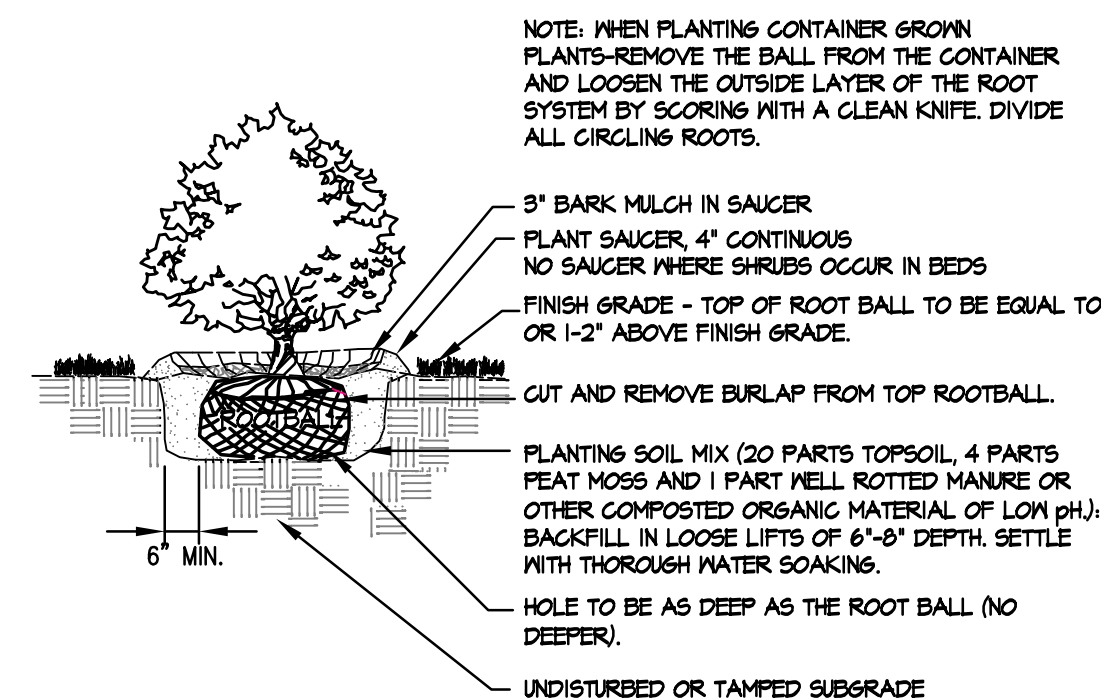 NOTE: WHEN PLANTING CONTAINER GROWN
PLANTS-REMOVE THE BALL FROM THE CONTAINER
AND LOOSEN THE OUTSIDE LAYER OF THE ROOT
SYSTEM BY SCORING WITH A CLEAN KNIFE. DIVIDE
ALL CIRCLING ROOTS.
3" BARK MULCH IN SAUCER
PLANT SAUCER, 4" CONTINUOUS
NO SAUCER WHERE SHRUBS OCCUR IN BEDS
FINISH GRADE - TOP OF ROOT BALL TO BE EQUAL TO
OR 1-2" ABOVE FINISH GRADE.
CUT AND REMOVE BURLAP FROM TOP ROOTBALL.
ROOTBALL
PLANTING SOIL MIX (20 PARTS TOPSOIL, 4 PARTS
PEAT MOSS AND 1 PART WELL ROTTED MANURE OR
OTHER COMPOSTED ORGANIC MATERIAL OF LOW pH.):
BACKFILL IN LOOSE LIFTS OF 6"-8" DEPTH. SETTLE
WITH THOROUGH WATER SOAKING.
6" MIN.
HOLE TO BE AS DEEP AS THE ROOT BALL (NO
DEEPER).
UNDISTURBED OR TAMPED SUBGRADE